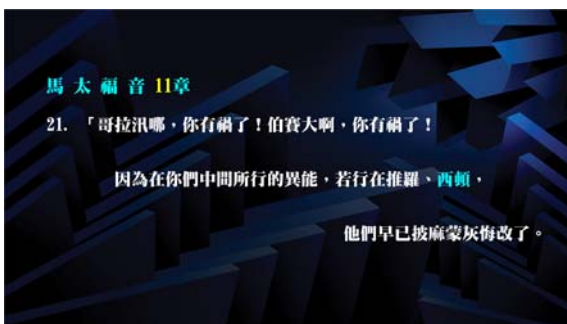 馬太福音11章
21. 「哥拉汛哪，你有禍了！伯賽大啊，你有禍了！
因為在你們中間所行的異能，若行在推羅、西頓，
他們早已披麻蒙灰悔改了。